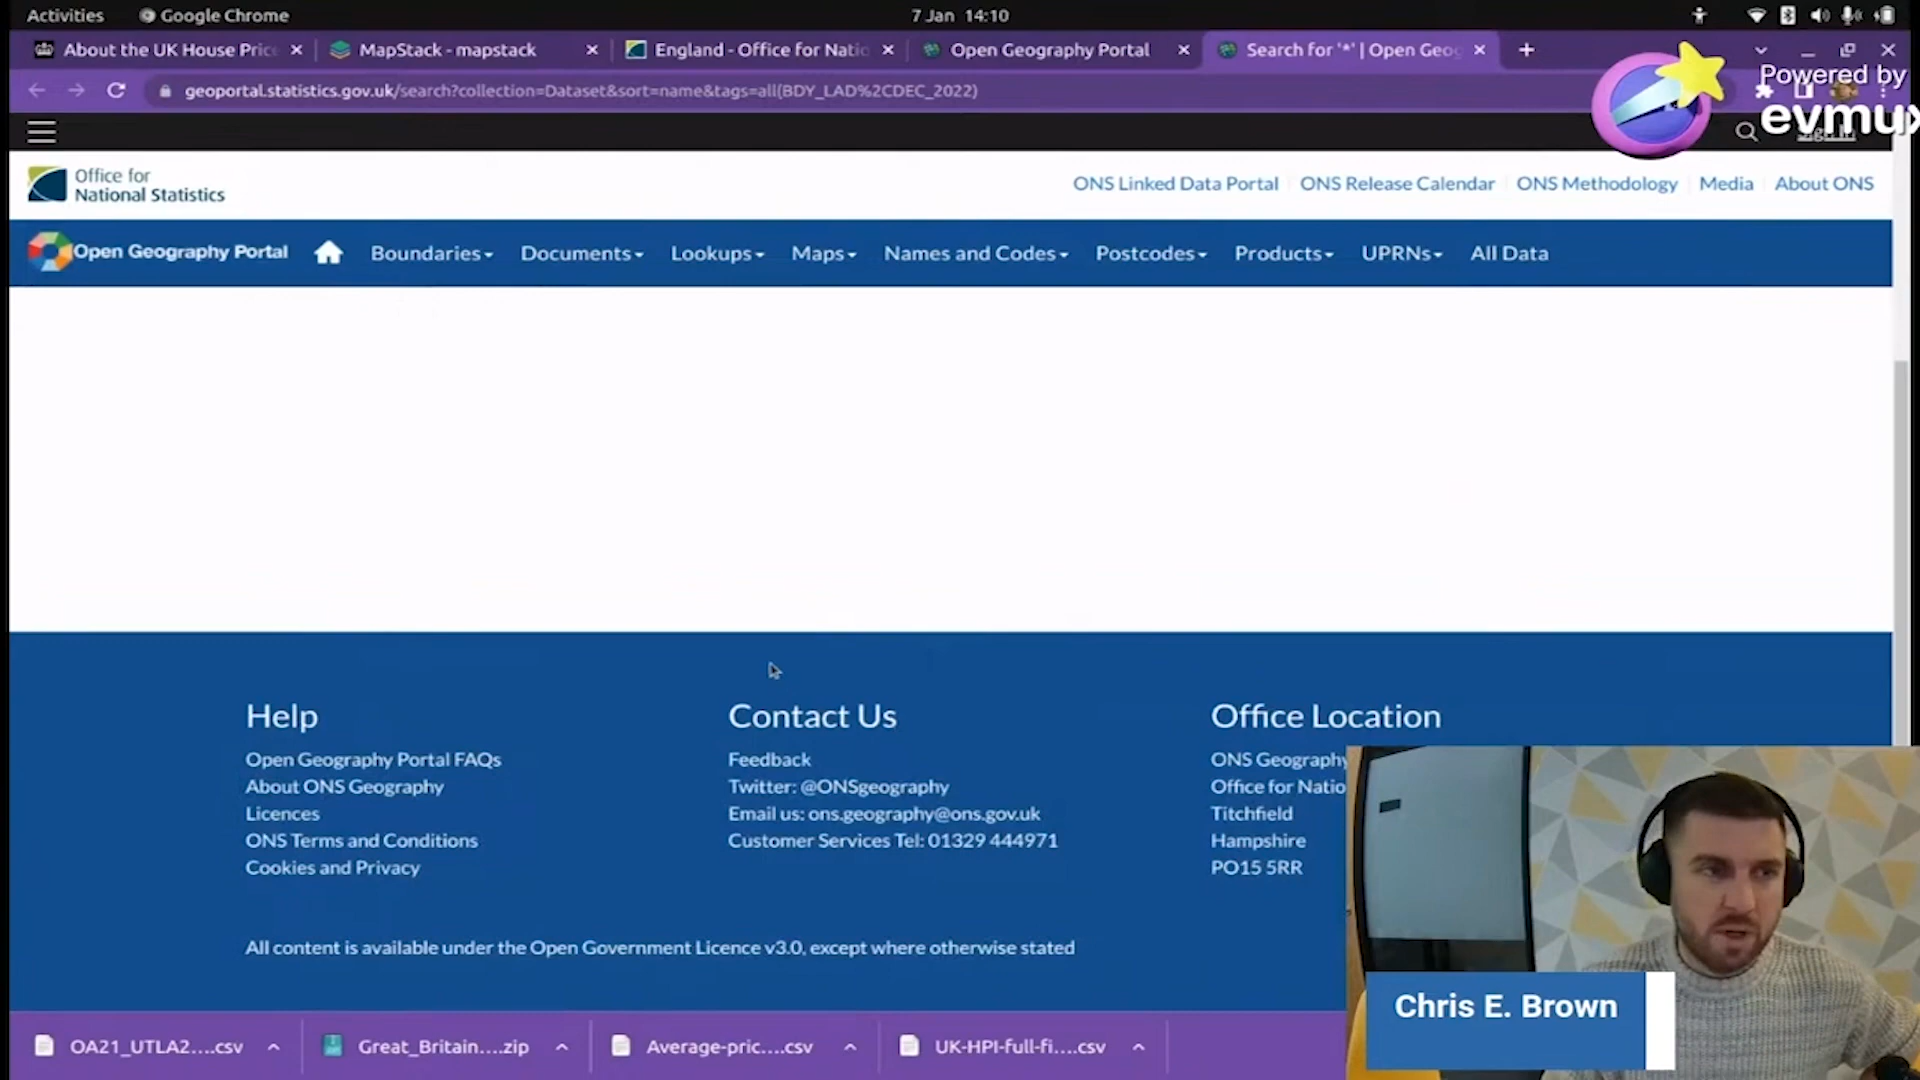 Activities
Google Chrome
7 Jan 14:10
About the UK House Pric
MapStack - mapstack
England - Office for Natio
Open Geography Portal
Search for '*' | Open Geog
Powered by
evmux
geoportal.statistics.gov.uk/search?collection=Dataset&sort=name&tags=all(BDY_LAD%2CDEC_2022)
Office for
National Statistics
ONS Linked Data Portal
ONS Release Calendar
ONS Methodology
Media
About ONS
Open Geography Portal
Boundaries
Documents
Lookups
Maps
Names and Codes
Postcodes
Products
UPRNs
All Data
Help
Open Geography Portal FAQs
About ONS Geography
Licences
ONS Terms and Conditions
Cookies and Privacy
Contact Us
Feedback
Twitter: @ONSgeography
Email us: ons.geography@ons.gov.uk
Customer Services Tel: 01329 444971
Office Location
ONS Geography
Office for Natio
Titchfield
Hampshire
PO15 5RR
All content is available under the Open Government Licence v3.0, except where otherwise stated
Chris E. Brown
OA21_UTLA2....csv
Great_Britain....zip
Average-pric....csv
UK-HPI-full-fi....csv